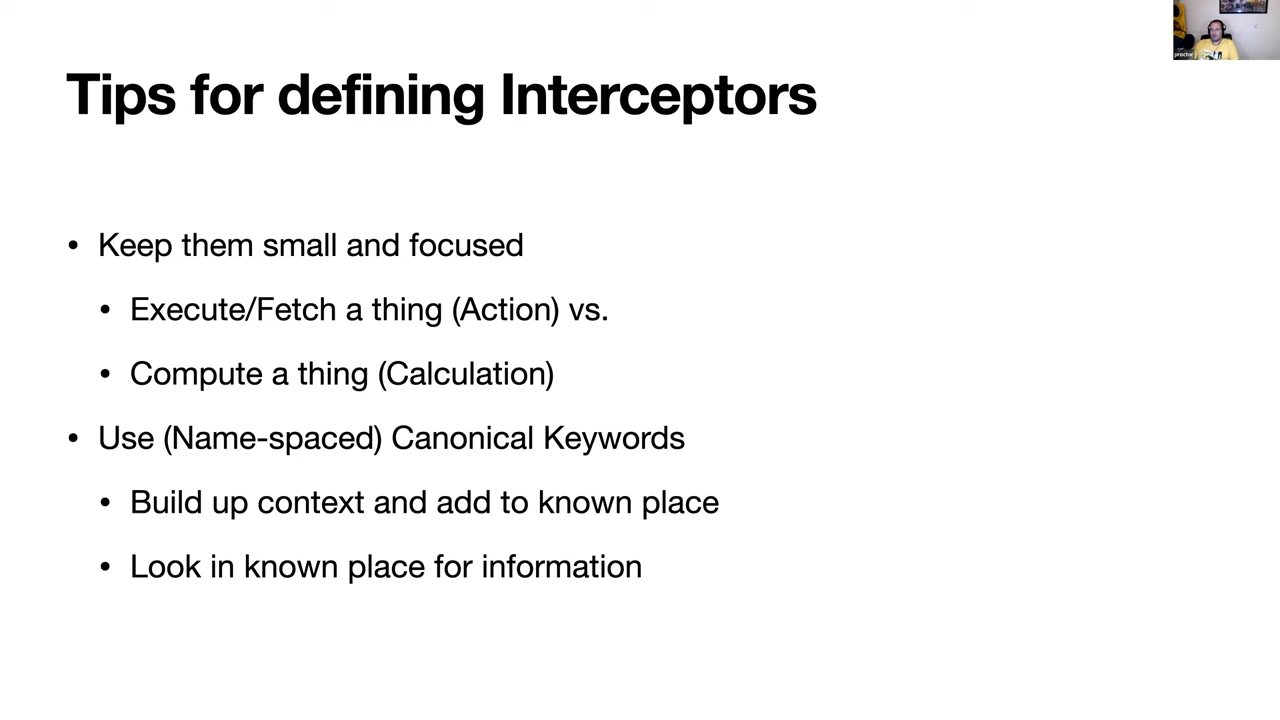 Tips for defining Interceptors
• Keep them small and focused
• Execute/Fetch a thing (Action) vs.
• Compute a thing (Calculation)
• Use (Name-spaced) Canonical Keywords
• Build up context and add to known place
• Look in known place for information
proctor